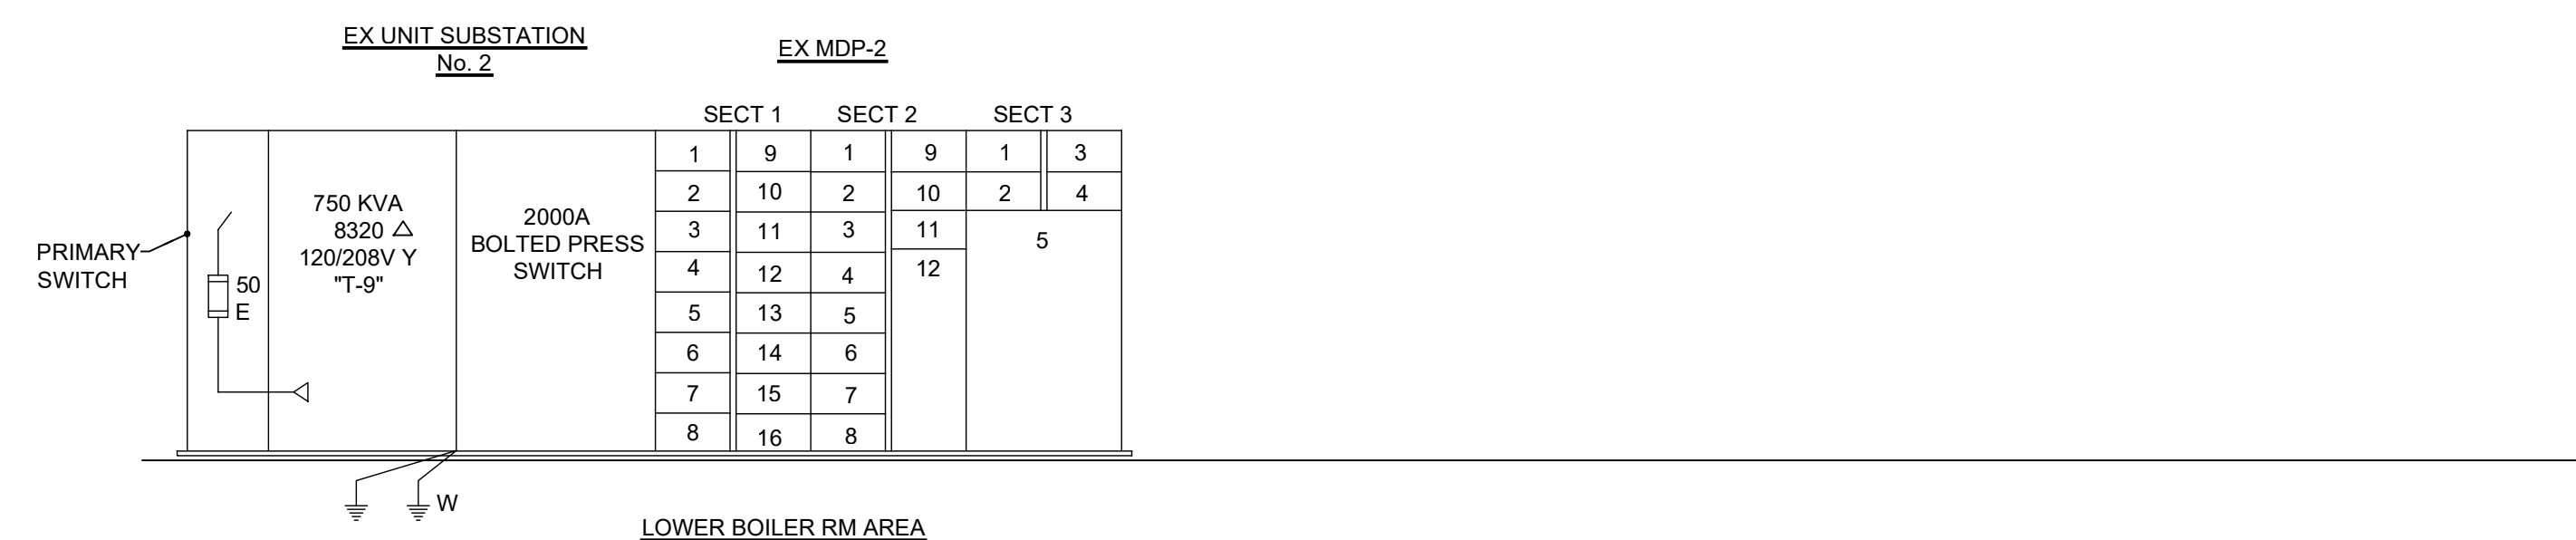 EX UNIT SUBSTATION
No. 2
EX MDP-2
SECT 1 SECT 2 SECT 3
1 9 1 9 1 3
2 10 2 10 2 4
3 11 3 11 5
4 12 4 12
5 13 5
6 14 6
7 15 7
8 16 8
750 KVA
8320 △
120/208V Y
"T-9"
2000A
BOLTED PRESS
SWITCH
PRIMARY
SWITCH
50
E
W
LOWER BOILER RM AREA